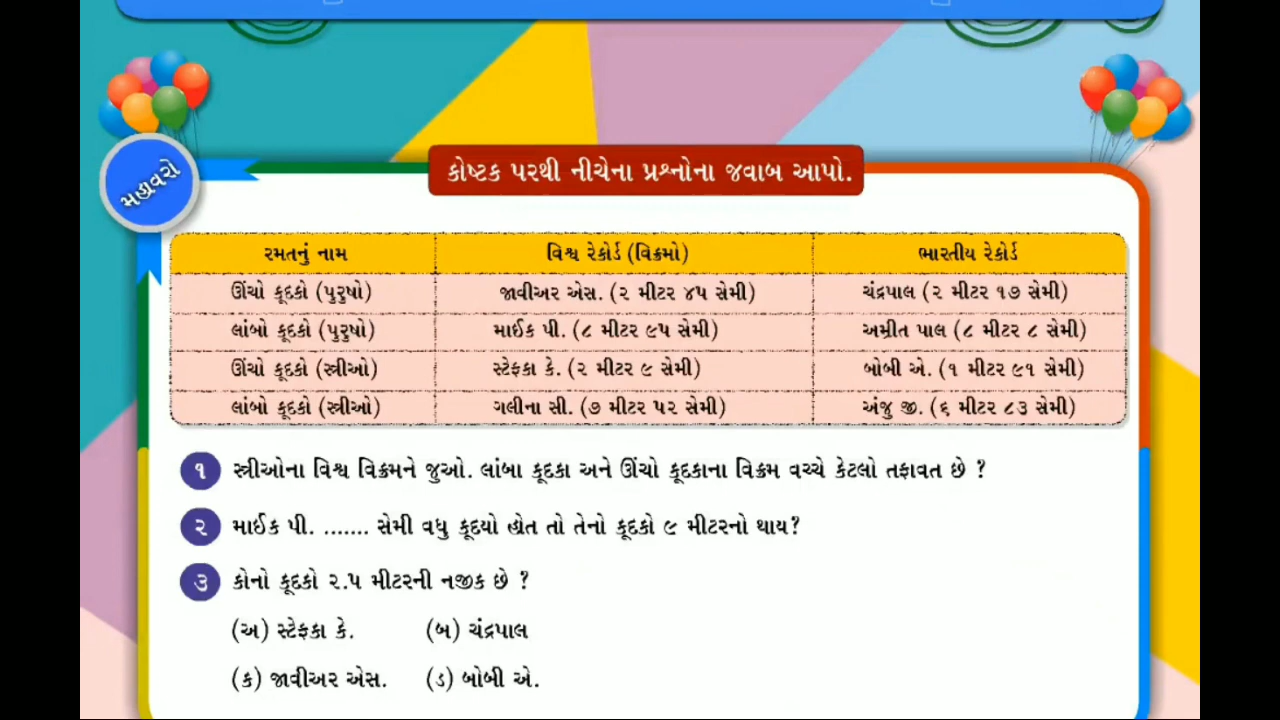 મહાવરો
કોષ્ટક પરથી નીચેના પ્રશ્નોના જવાબ આપો.
રમતનું નામ વિશ્વ રેકોર્ડ (વિક્રમો) ભારતીય રેકોર્ડ
ઊંચો કૂદકો (પુરુષો) જાવીઅર એસ. (૨ મીટર ૪૫ સેમી) ચંદ્રપાલ (૨ મીટર ૧૭ સેમી)
લાંબો કૂદકો (પુરુષો) માઈક પી. (૮ મીટર ૯૫ સેમી) અમ્રીત પાલ (૮ મીટર ૮ સેમી)
ઊંચો કૂદકો (સ્ત્રીઓ) સ્ટેફકા કે. (૨ મીટર ૯ સેમી) બોબી એ. (૧ મીટર ૯૧ સેમી)
લાંબો કૂદકો (સ્ત્રીઓ) ગલીના સી. (૭ મીટર ૫૨ સેમી) અંજુ જી. (૬ મીટર ૮૩ સેમી)
૧ સ્ત્રીઓના વિશ્વ વિક્રમને જુઓ. લાંબા કૂદકા અને ઊંચો કૂદકાના વિક્રમ વચ્ચે કેટલો તફાવત છે ?
૨ માઈક પી. ....... સેમી વધુ કૂદયો હોત તો તેનો કૂદકો ૯ મીટરનો થાય?
૩ કોનો કૂદકો ૨.૫ મીટરની નજીક છે ?
(અ) સ્ટેફકા કે. (બ) ચંદ્રપાલ
(ક) જાવીઅર એસ. (ડ) બોબી એ.